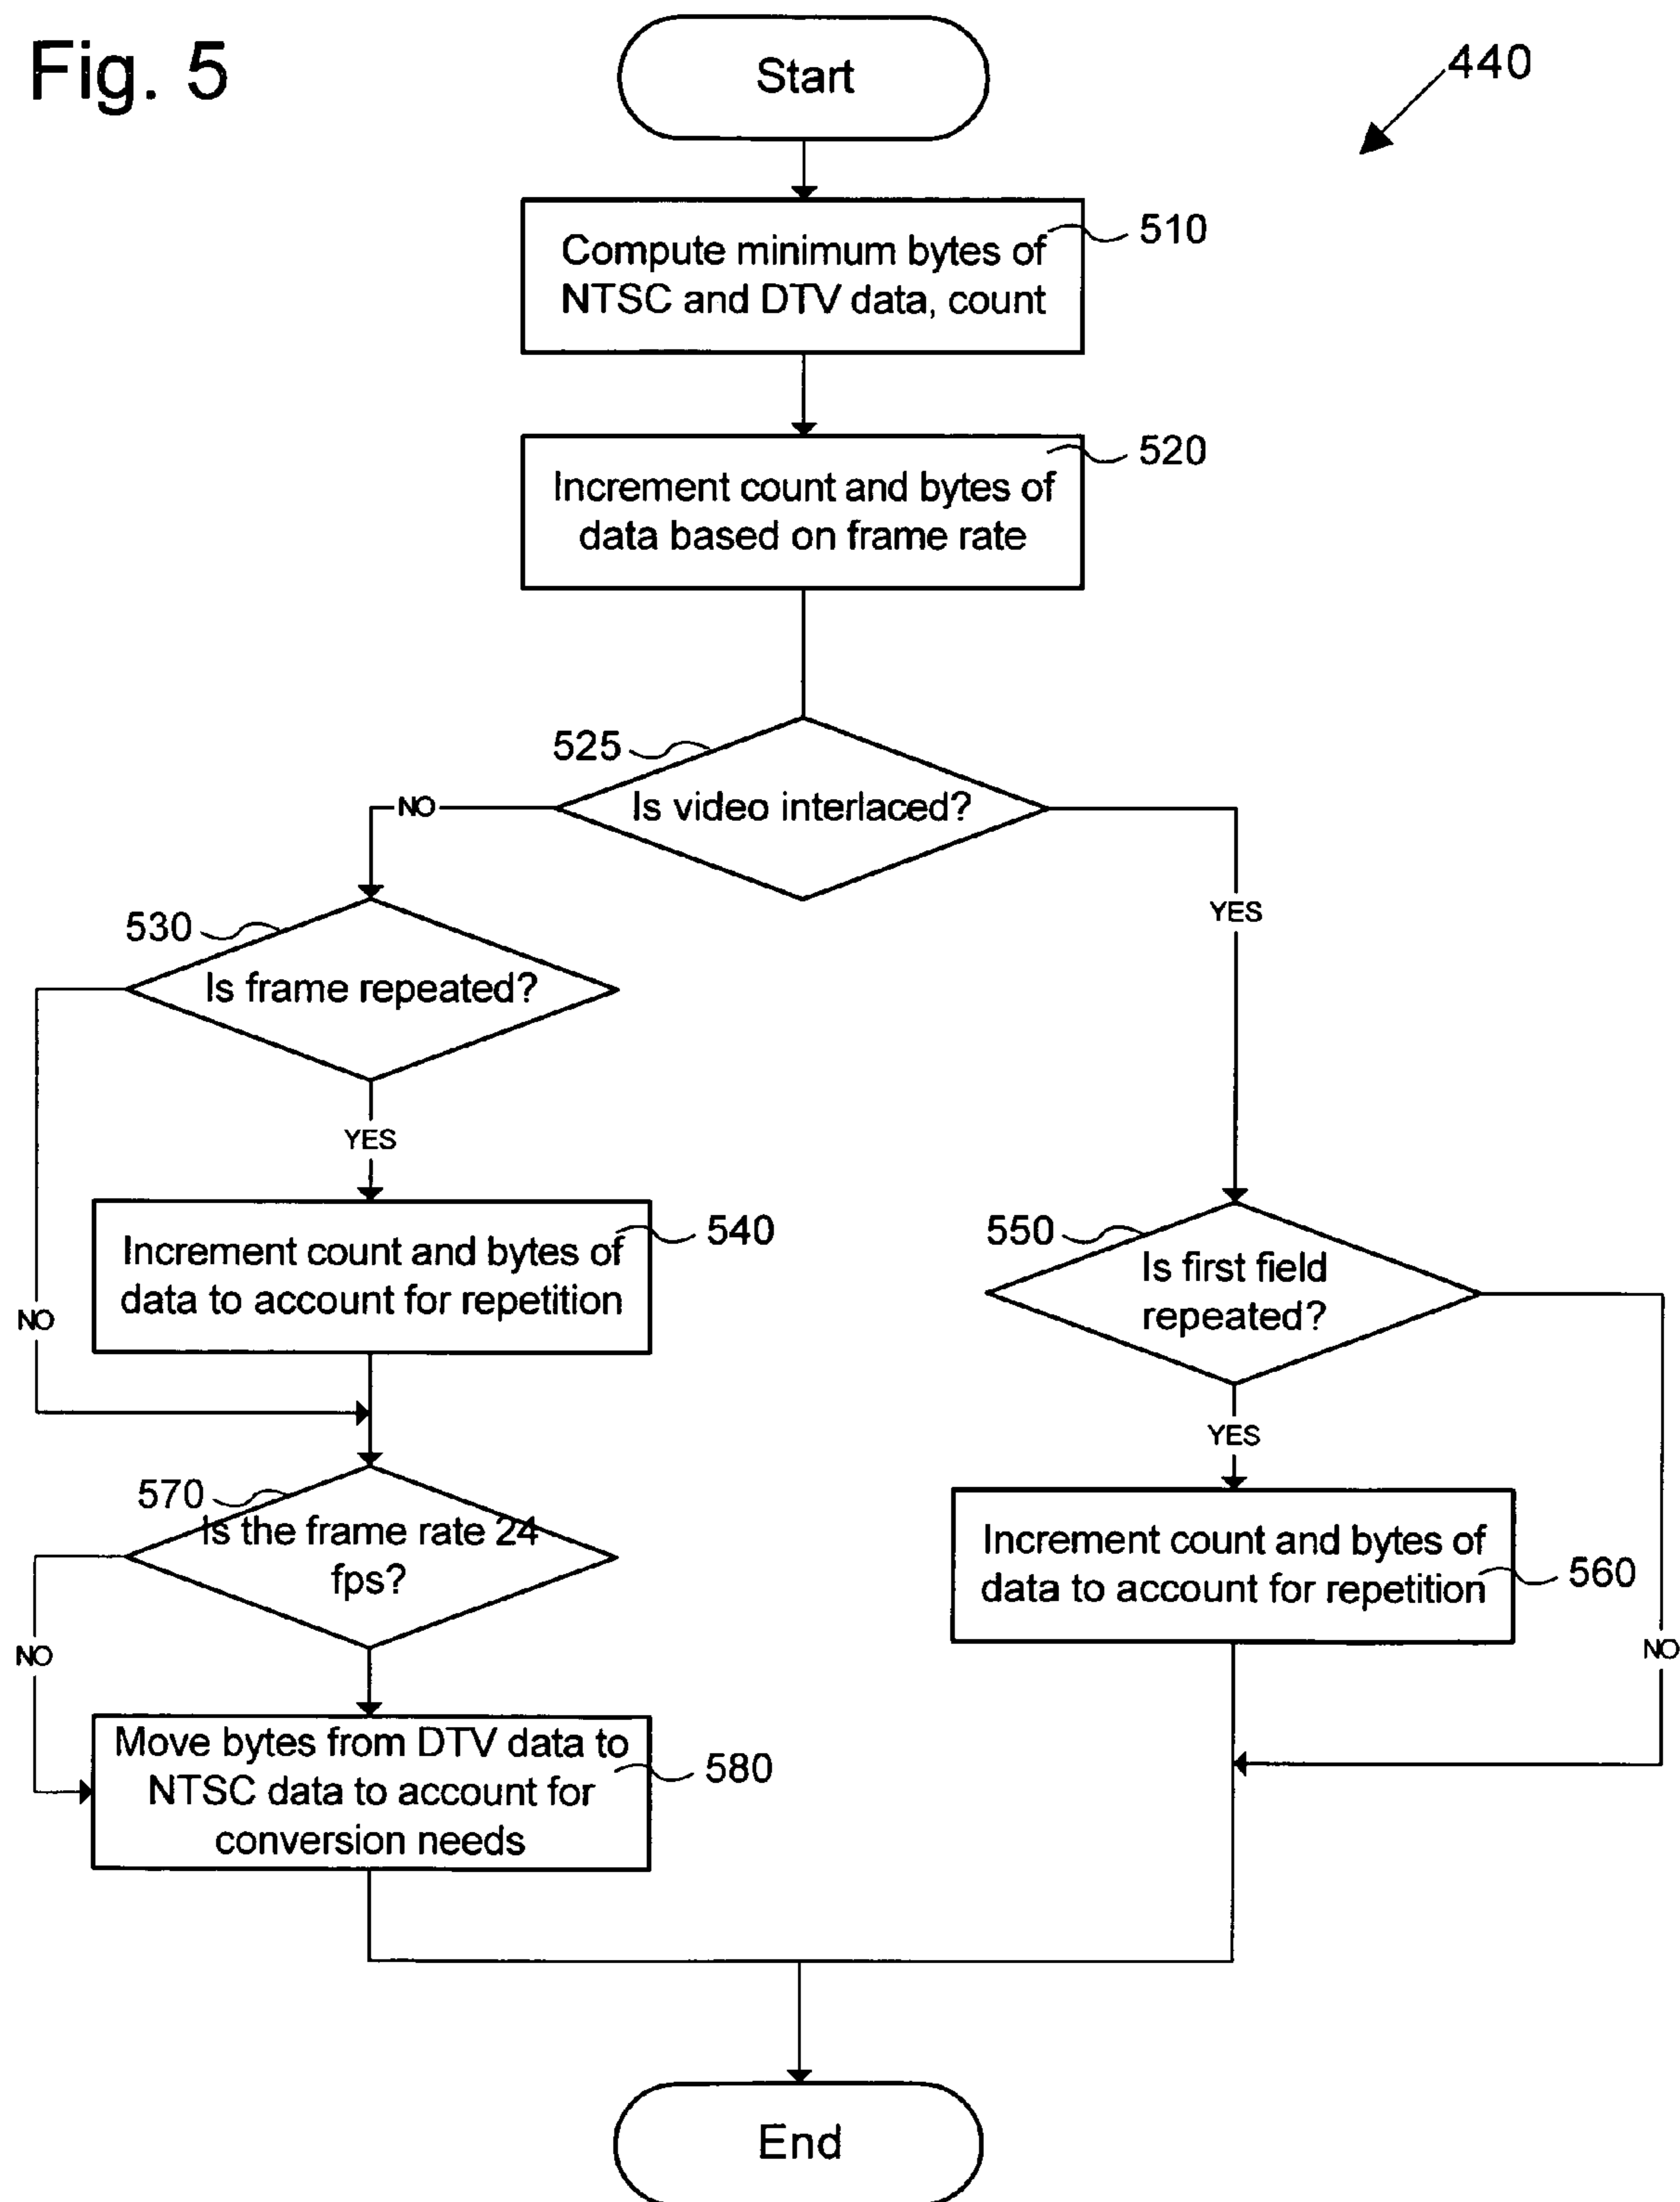 Fig. 5
Start
440
Compute minimum bytes of
NTSC and DTV data, count
510
Increment count and bytes of
data based on frame rate
520
525
Is video interlaced?
NO
YES
530
Is frame repeated?
YES
NO
Increment count and bytes of
data to account for repetition
540
550
Is first field
repeated?
YES
NO
570
Is the frame rate 24
fps?
NO
Increment count and bytes of
data to account for repetition
560
Move bytes from DTV data to
NTSC data to account for
conversion needs
580
End